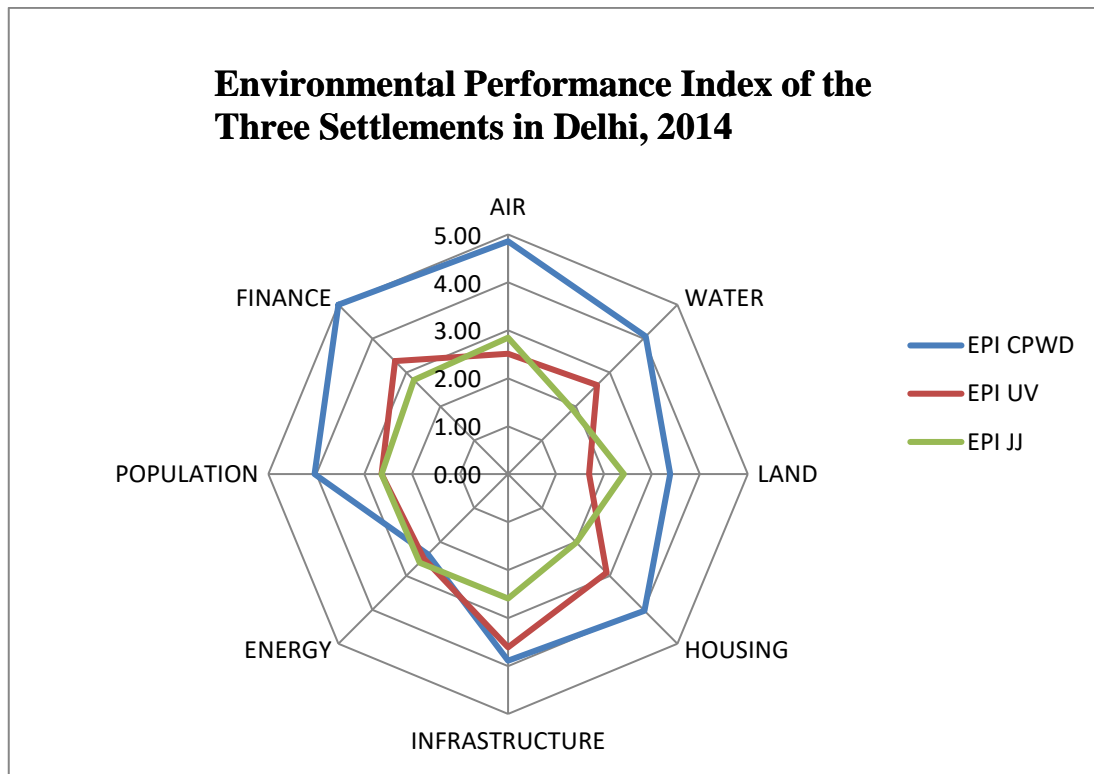 Environmental Performance Index of the
Three Settlements in Delhi, 2014
AIR
5.00
4.00
3.00
2.00
1.00
0.00
WATER
LAND
HOUSING
INFRASTRUCTURE
ENERGY
POPULATION
FINANCE
EPI CPWD
EPI UV
EPI JJ